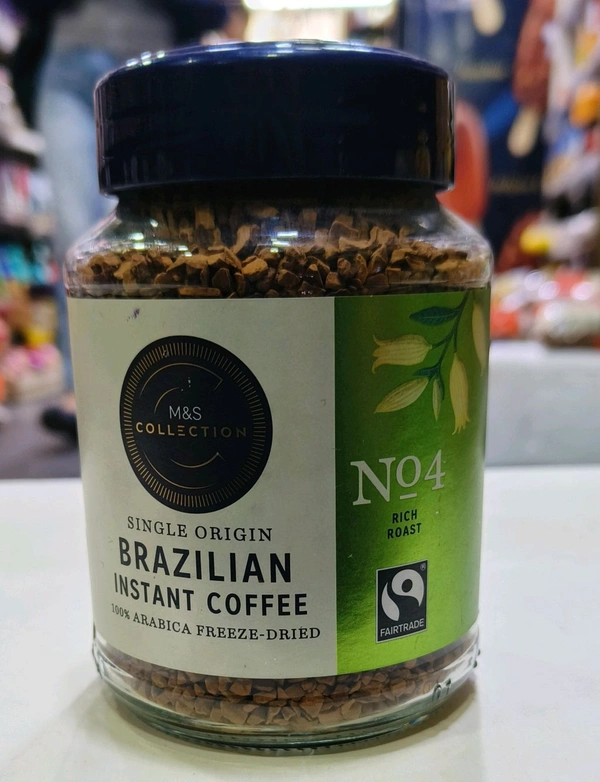 M&S
COLLECTION
SINGLE ORIGIN
BRAZILIAN
INSTANT COFFEE
100% ARABICA FREEZE-DRIED
No4
RICH
ROAST
FAIRTRADE